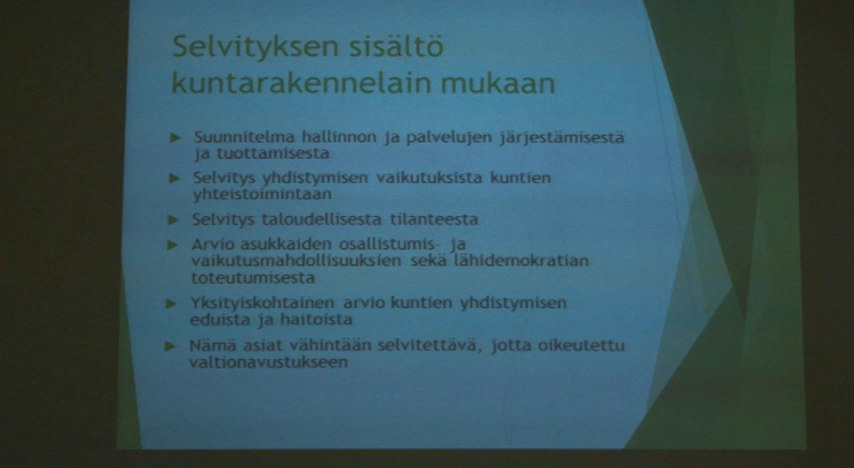 Selvityksen sisältö
kuntarakennelain mukaan
Suunnitelma hallinnon ja palvelujen järjestämisestä
ja tuottamisesta
Selvitys yhdistymisen vaikutuksista kuntien
yhteistoimintaan
Selvitys taloudellisesta tilanteesta
Arvio asukkaiden osallistumis- ja
vaikutusmahdollisuuksien sekä lähidemokratian
toteutumisesta
Yksityiskohtainen arvio kuntien yhdistymisen
eduista ja haitoista
Nämä asiat vähintään selvitettävä, jotta oikeutettu
valtionavustukseen